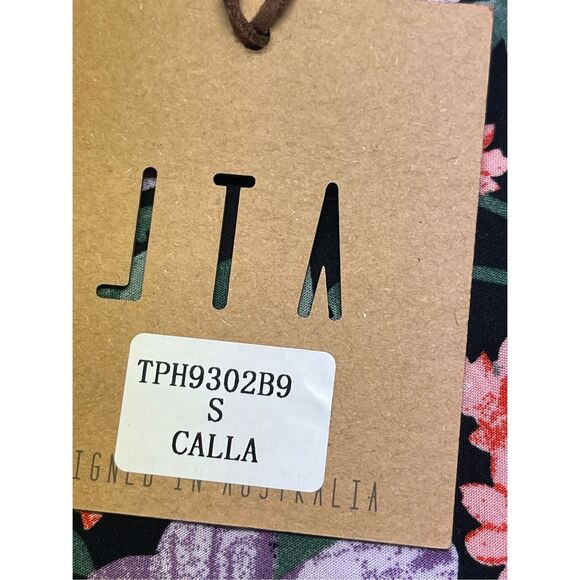 JTA
TPH9302B9
S
CALLA
IGNED IN AUSTRALIA